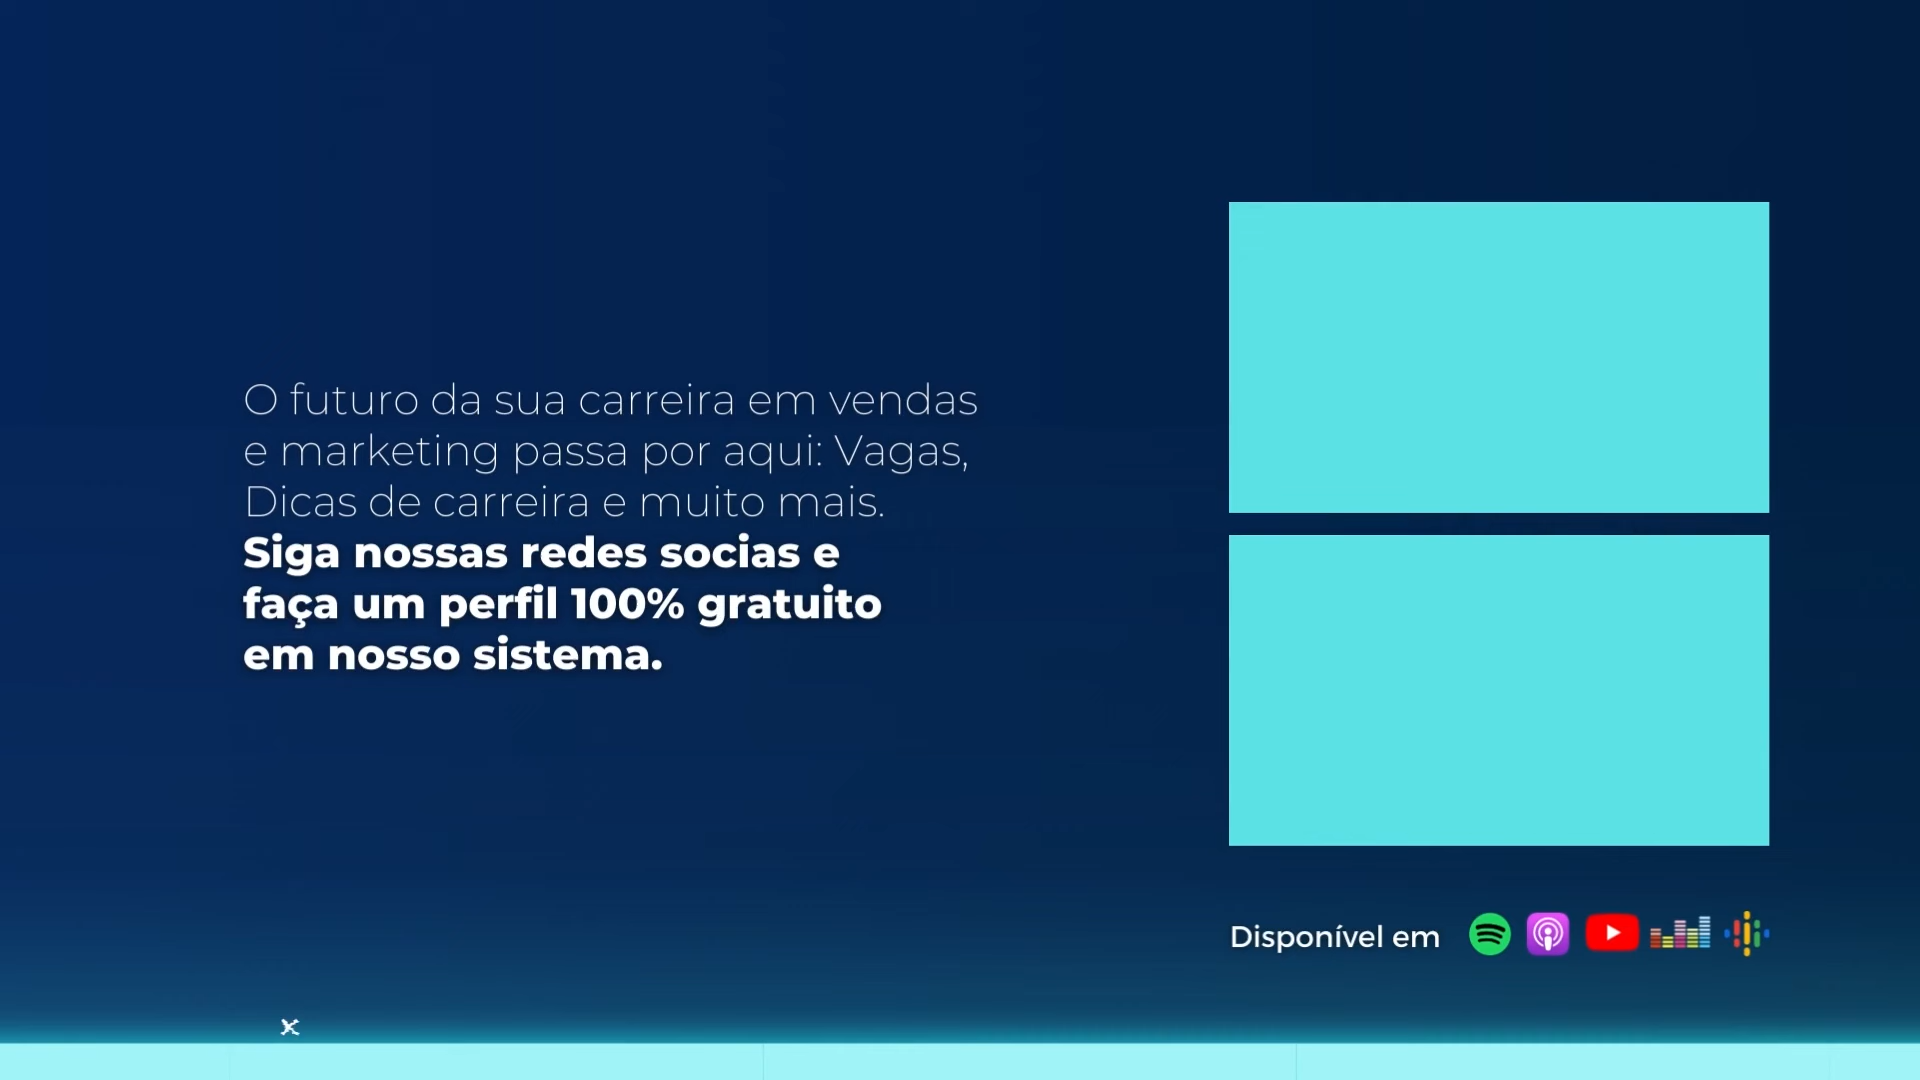 O futuro da sua carreira em vendas
e marketing passa por aqui: Vagas,
Dicas de carreira e muito mais.
Siga nossas redes socias e
faça um perfil 100% gratuito
em nosso sistema.
Disponível em